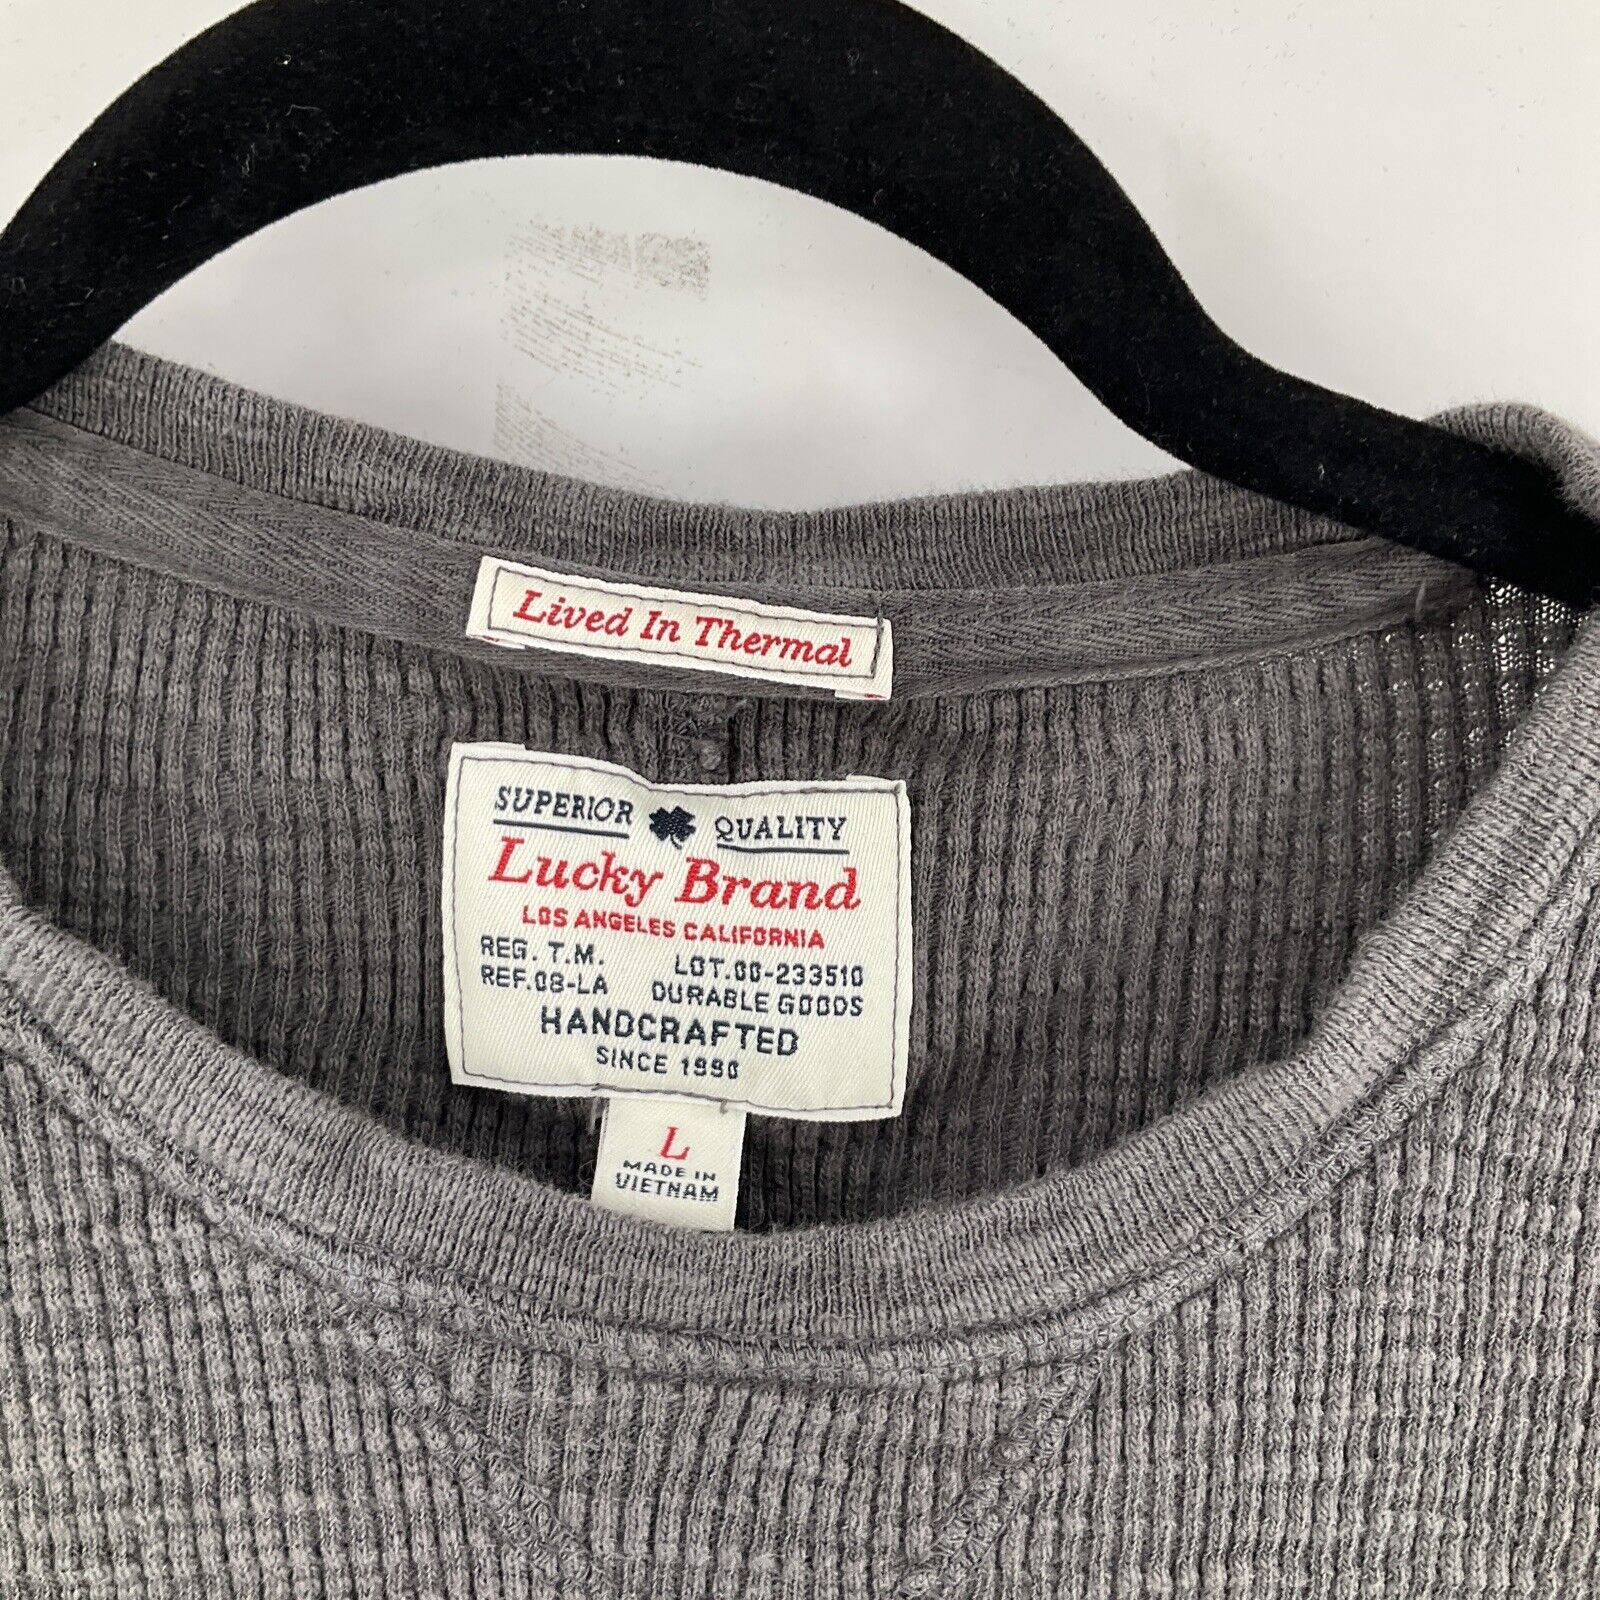 Lived In Thermal
SUPERIOR QUALITY
Lucky Brand
LOS ANGELES CALIFORNIA
REG. T.M. LOT.00-233510
REF.08-LA DURABLE GOODS
HANDCRAFTED
SINCE 1990
L
MADE IN
VIETNAM